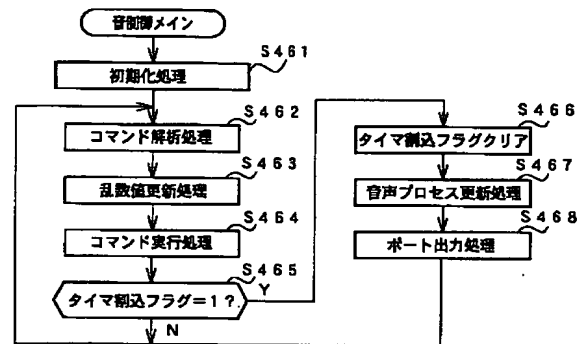 音制御メイン
S461
初期化処理
S462
コマンド解析処理
S463
乱数値更新処理
S464
コマンド実行処理
S465
タイマ割込フラグ=1?
Y
N
S466
タイマ割込フラグクリア
S467
音声プロセス更新処理
S468
ポート出力処理